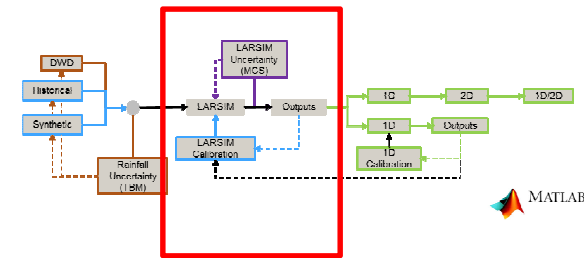 DWD
Historical
Synthetic
Rainfall
Uncertainty
(TBM)
LARSIM
Uncertainty
(MCS)
LARSIM
Outputs
LARSIM
Calibration
1D
2D
1D/2D
1D
Outputs
1D
Calibration
MATLAB